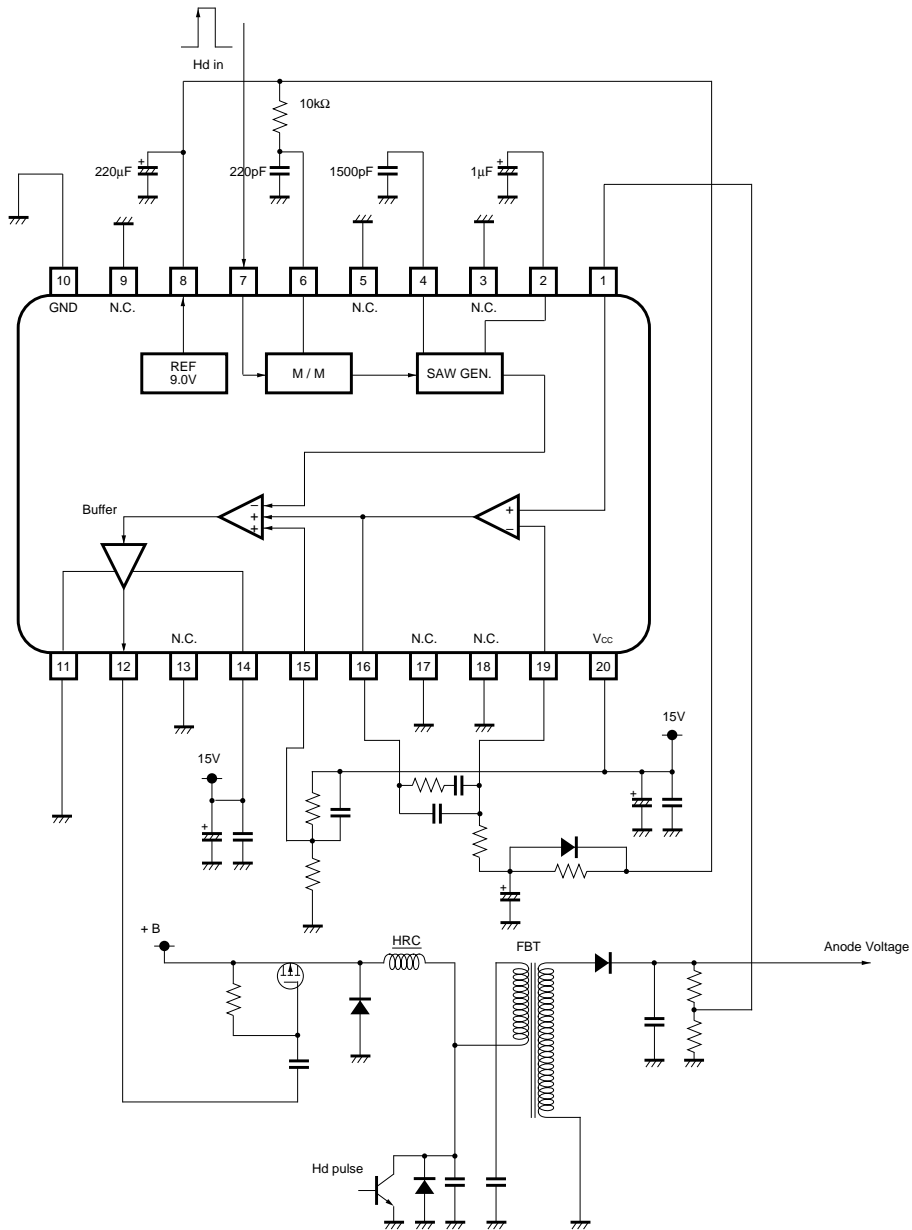 Hd in
10kΩ
220μF
220pF
1500pF
1μF
+
+
10
9
8
7
6
5
4
3
2
1
GND
N.C.
N.C.
N.C.
REF
9.0V
M / M
SAW GEN.
Buffer
−
+
+
+
−
N.C.
N.C.
N.C.
Vcc
11
12
13
14
15
16
17
18
19
20
15V
15V
+
+
+
+ B
HRC
FBT
Anode Voltage
Hd pulse